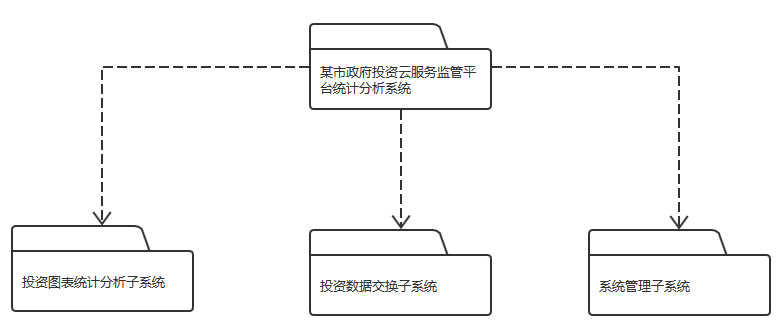 某市政府投资云服务监管平
台统计分析系统
投资图表统计分析子系统
投资数据交换子系统
系统管理子系统